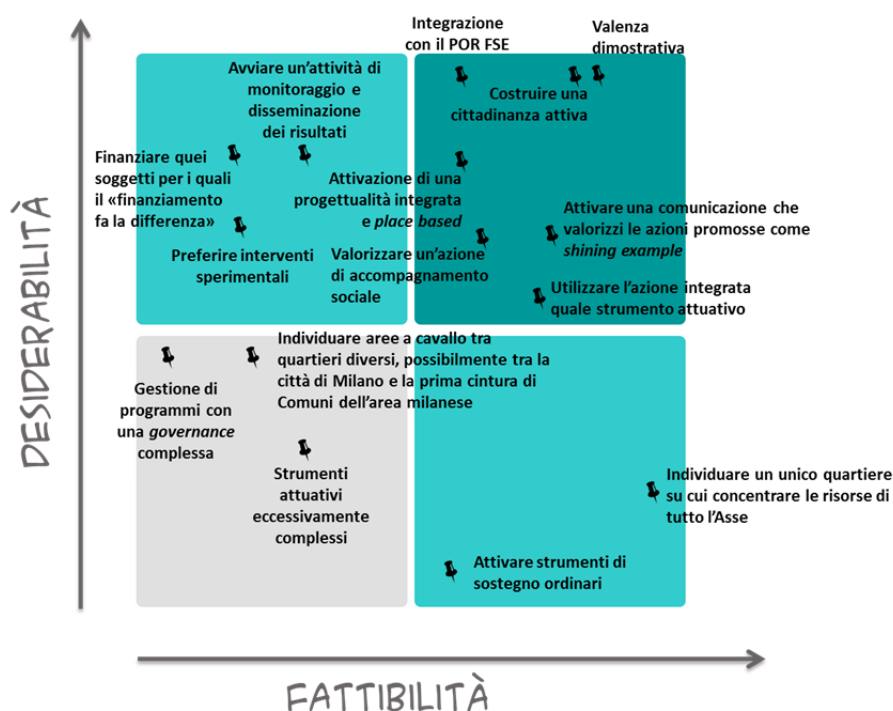 Integrazione
con il POR FSE
Valenza
dimostrativa
Avviare un'attività di
monitoraggio e
disseminazione
dei risultati
Costruire una
cittadinanza attiva
Finanziare quei
soggetti per i quali
il «finanziamento
fa la differenza»
Attivazione di una
progettualità integrata
e place based
Preferire interventi
sperimentali
Valorizzare un'azione
di accompagnamento
sociale
Attivare una comunicazione che
valorizzi le azioni promosse come
shining example
Utilizzare l'azione integrata
quale strumento attuativo
DESIDERABILITÀ
Individuare aree a cavallo tra
quartieri diversi, possibilmente tra la
città di Milano e la prima cintura di
Comuni dell'area milanese
Gestione di
programmi con
una governance
complessa
Strumenti
attuativi
eccessivamente
complessi
Individuare un unico quartiere
su cui concentrare le risorse di
tutto l'Asse
Attivare strumenti di
sostegno ordinari
FATTIBILITÀ